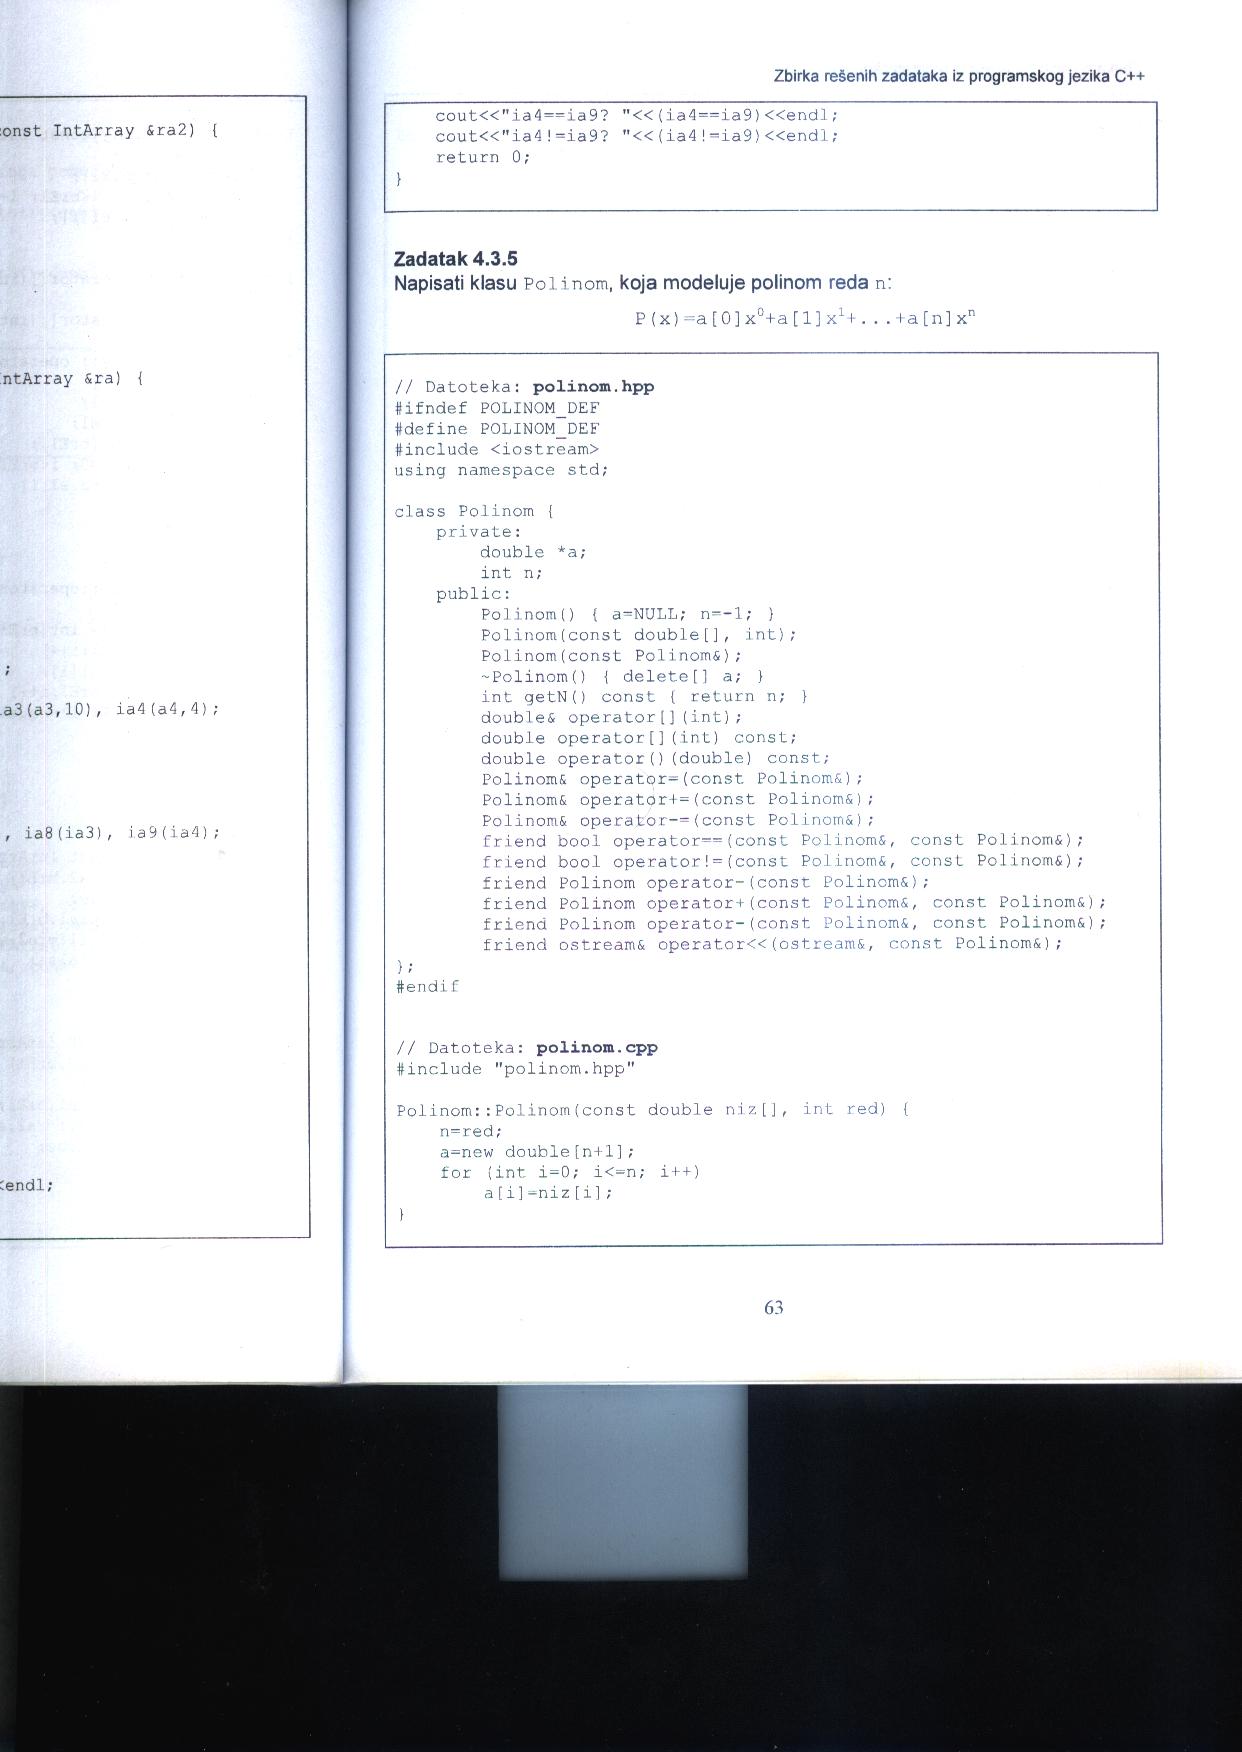 const IntArray &ra2) {
IntArray &ra) {
;
ia3(a3,10), ia4(a4,4);
, ia8(ia3), ia9(ia4);
<endl;
Zbirka rešenih zadataka iz programskog jezika C++
cout<<"ia4==ia9? "<<(ia4==ia9)<<endl;
cout<<"ia4!=ia9? "<<(ia4!=ia9)<<endl;
return 0;
}
Zadatak 4.3.5
Napisati klasu Polinom, koja modeluje polinom reda n:
P(x)=a[0]x⁰+a[1]x¹+...+a[n]xⁿ
// Datoteka: polinom.hpp
#ifndef POLINOM_DEF
#define POLINOM_DEF
#include <iostream>
using namespace std;
class Polinom {
private:
double *a;
int n;
public:
Polinom() { a=NULL; n=-1; }
Polinom(const double[], int);
Polinom(const Polinom&);
~Polinom() { delete[] a; }
int getN() const { return n; }
double& operator[](int);
double operator[](int) const;
double operator()(double) const;
Polinom& operator=(const Polinom&);
Polinom& operator+=(const Polinom&);
Polinom& operator-=(const Polinom&);
friend bool operator==(const Polinom&, const Polinom&);
friend bool operator!=(const Polinom&, const Polinom&);
friend Polinom operator-(const Polinom&);
friend Polinom operator+(const Polinom&, const Polinom&);
friend Polinom operator-(const Polinom&, const Polinom&);
friend ostream& operator<<(ostream&, const Polinom&);
};
#endif
// Datoteka: polinom.cpp
#include "polinom.hpp"
Polinom::Polinom(const double niz[], int red) {
n=red;
a=new double[n+1];
for (int i=0; i<=n; i++)
a[i]=niz[i];
}
63